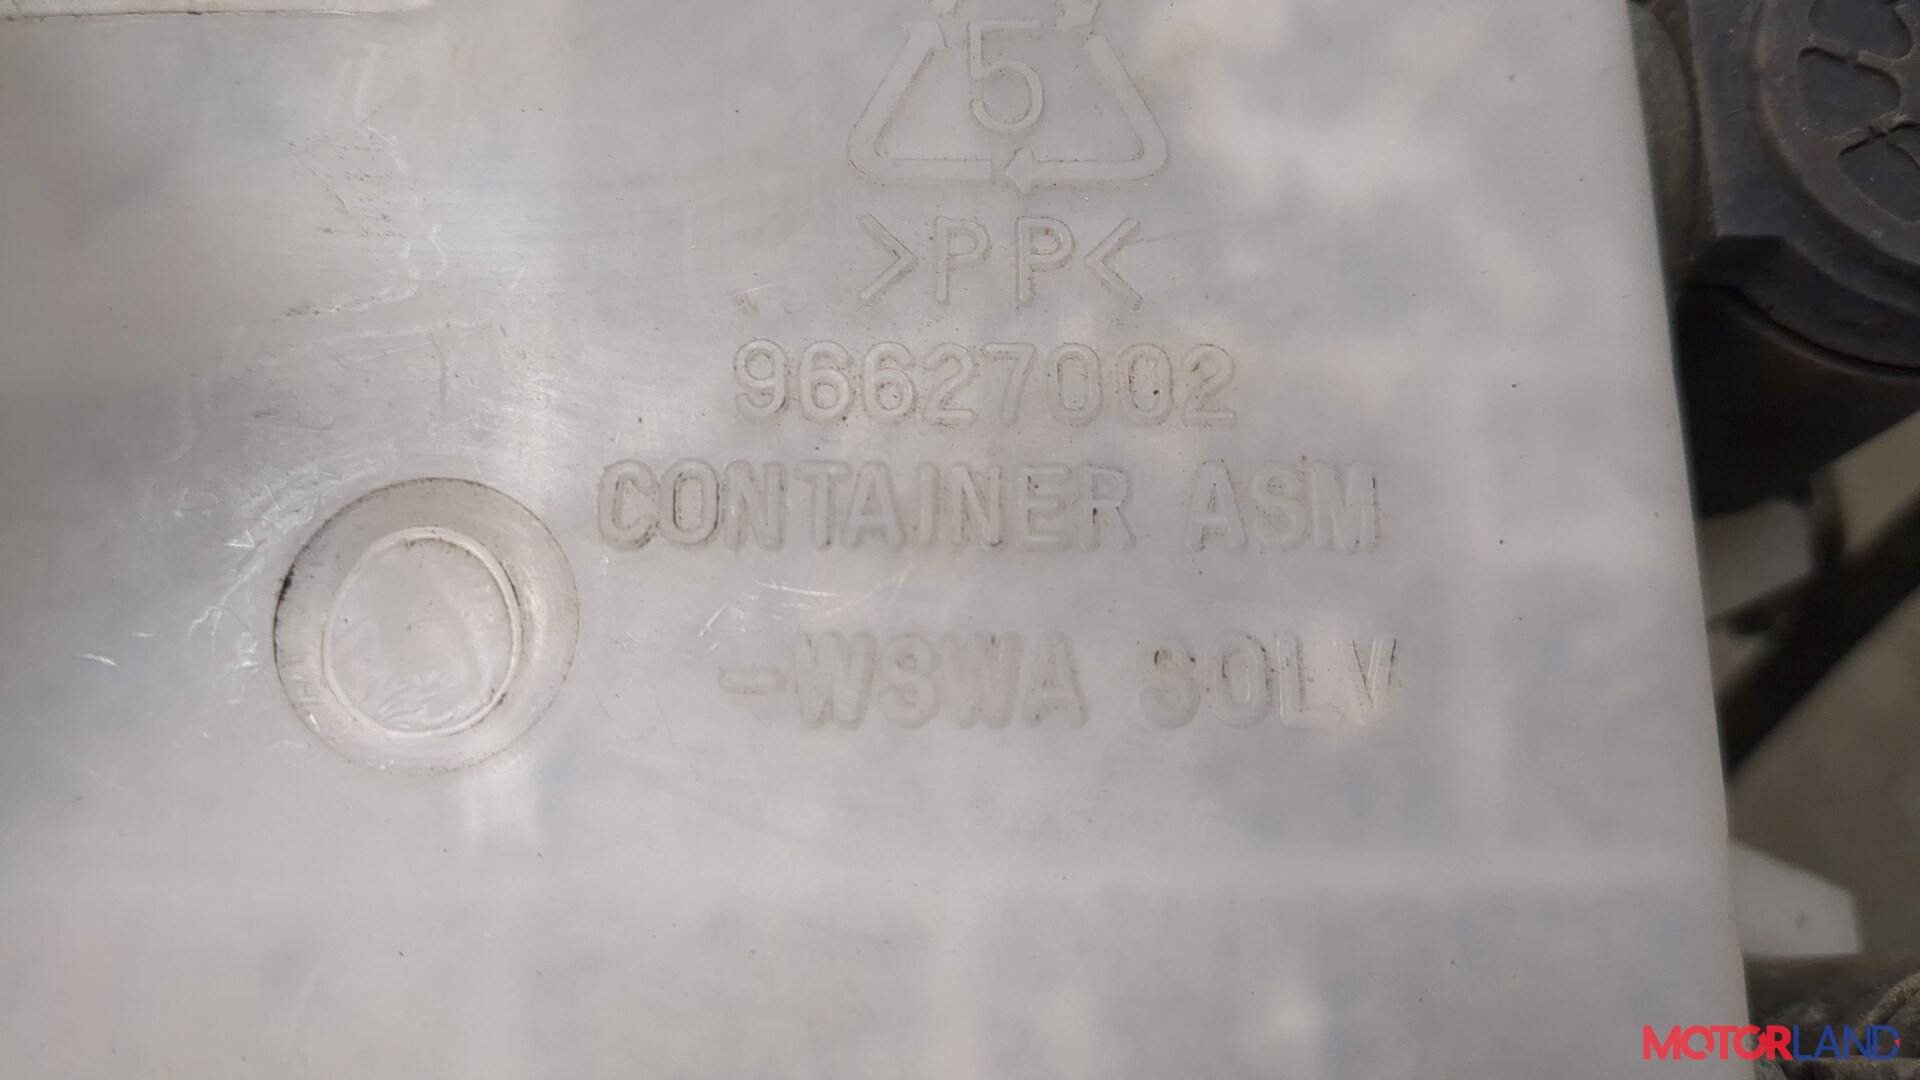 5
>PP<
96627002
CONTAINER ASM
-WSWA SOLV
MOTORLAND